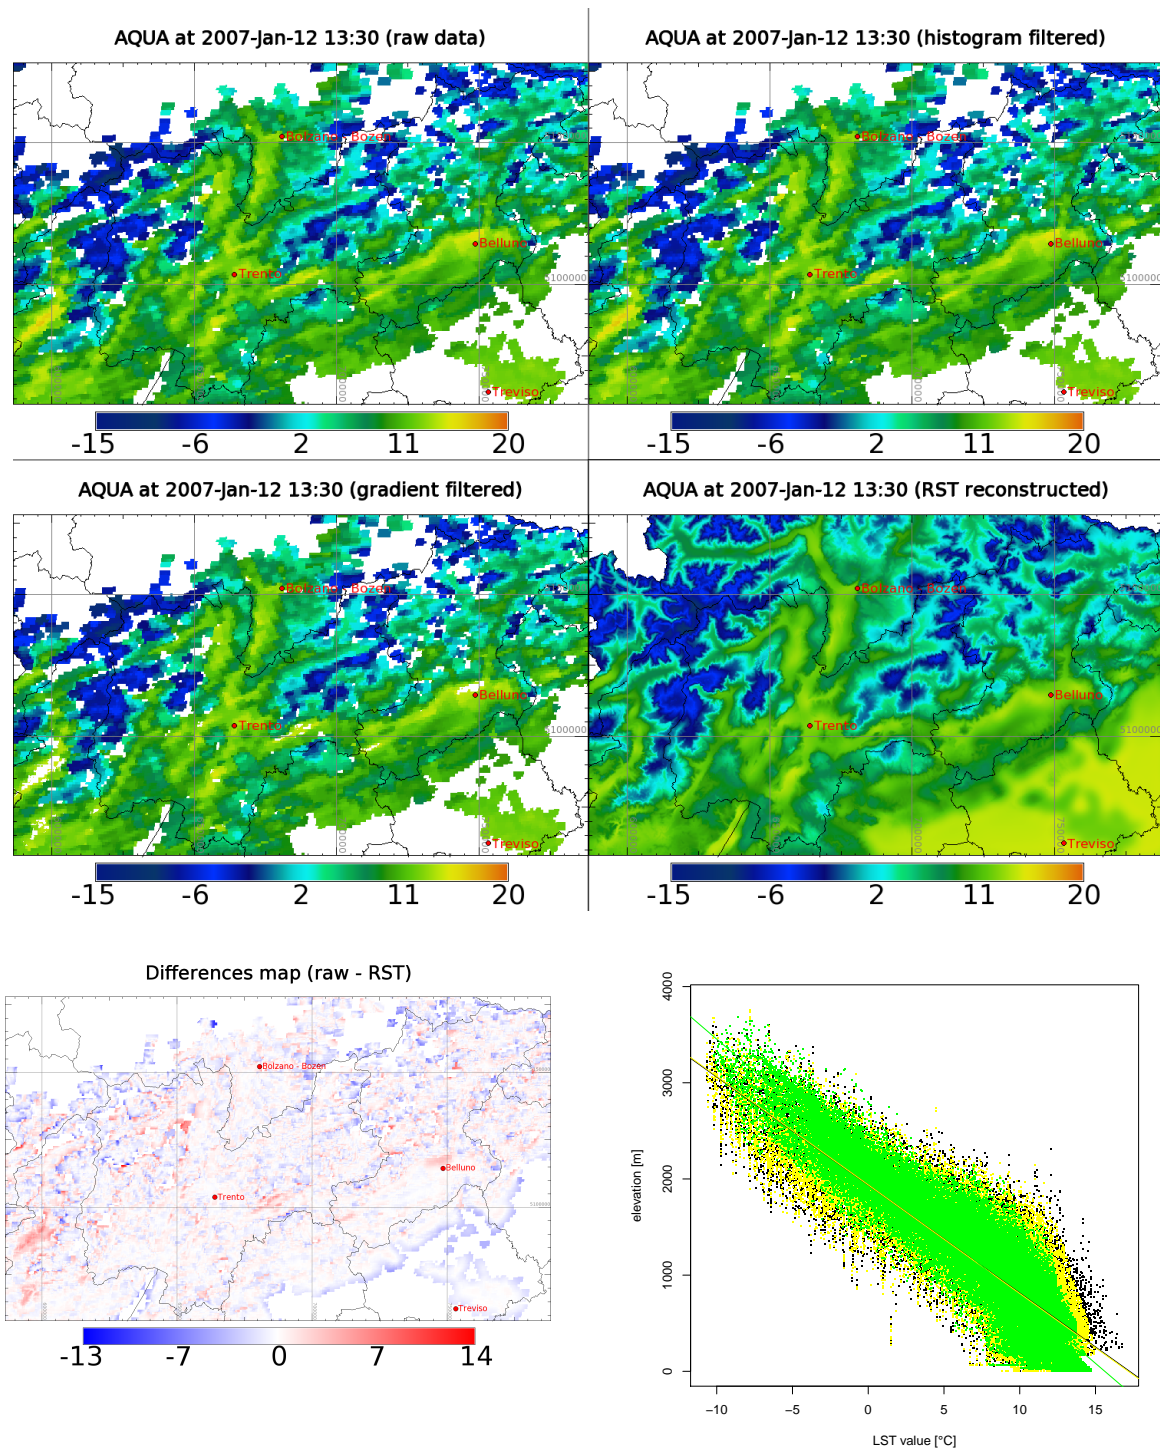 AQUA at 2007-Jan-12 13:30 (raw data)
AQUA at 2007-Jan-12 13:30 (histogram filtered)
Bolzano - Bozen
Belluno
Trento
5100000
Treviso
Bolzano - Bozen
Belluno
Trento
5100000
Treviso
-15 -6 2 11 20
-15 -6 2 11 20
AQUA at 2007-Jan-12 13:30 (gradient filtered)
AQUA at 2007-Jan-12 13:30 (RST reconstructed)
Bolzano - Bozen
Belluno
Trento
5100000
Treviso
Bolzano - Bozen
Belluno
Trento
5100000
Treviso
-15 -6 2 11 20
-15 -6 2 11 20
Differences map (raw - RST)
Bolzano - Bozen
Belluno
Trento
5100000
Treviso
-13 -7 0 7 14
elevation [m]
4000
3000
2000
1000
0
−10 −5 0 5 10 15
LST value [°C]